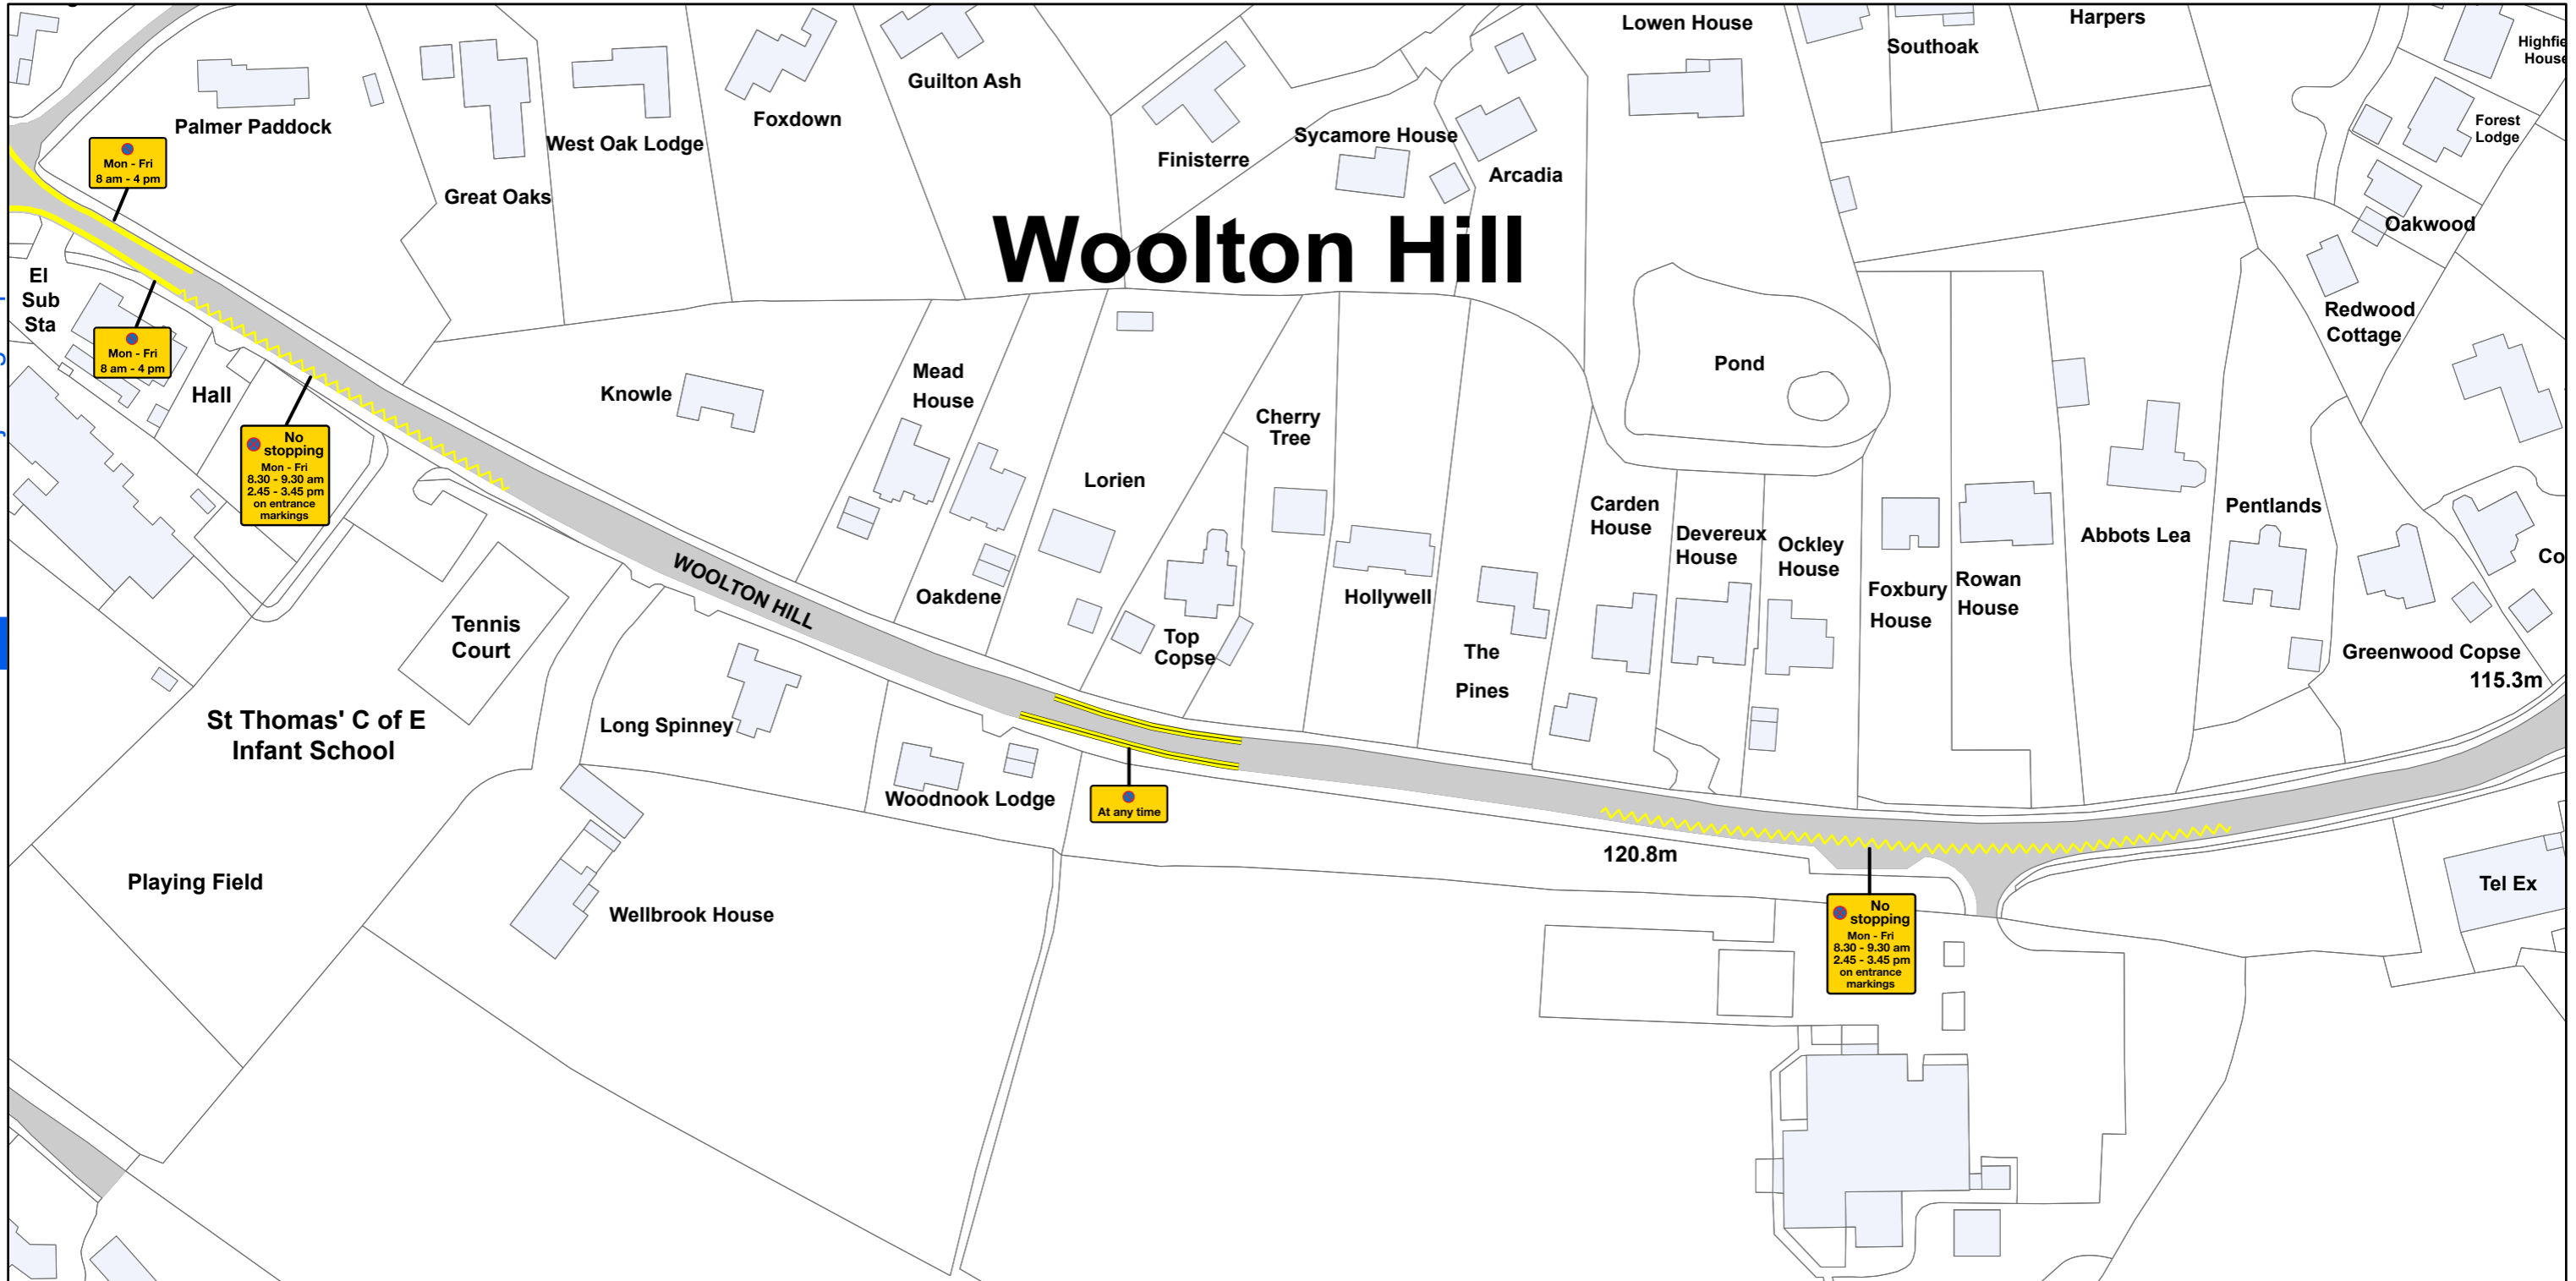 Lowen House
Harpers
Southoak
Highfie
House
Guilton Ash
Foxdown
Palmer Paddock
West Oak Lodge
Sycamore House
Forest
Lodge
Mon - Fri
8 am - 4 pm
Finisterre
Arcadia
Great Oaks
Oakwood
Woolton Hill
El
Sub
Sta
Redwood
Cottage
Mon - Fri
8 am - 4 pm
Pond
Hall
Knowle
Mead
House
Cherry
Tree
No
stopping
Mon - Fri
8.30 - 9.30 am
2.45 - 3.45 pm
on entrance
markings
Lorien
Carden
House
Devereux
House
Ockley
House
Pentlands
Abbots Lea
Co
WOOLTON HILL
Oakdene
Hollywell
Foxbury
House
Rowan
House
Tennis
Court
Top
Copse
The
Pines
Greenwood Copse
115.3m
St Thomas' C of E
Infant School
Long Spinney
Woodnook Lodge
At any time
120.8m
Playing Field
Tel Ex
Wellbrook House
No
stopping
Mon - Fri
8.30 - 9.30 am
2.45 - 3.45 pm
on entrance
markings